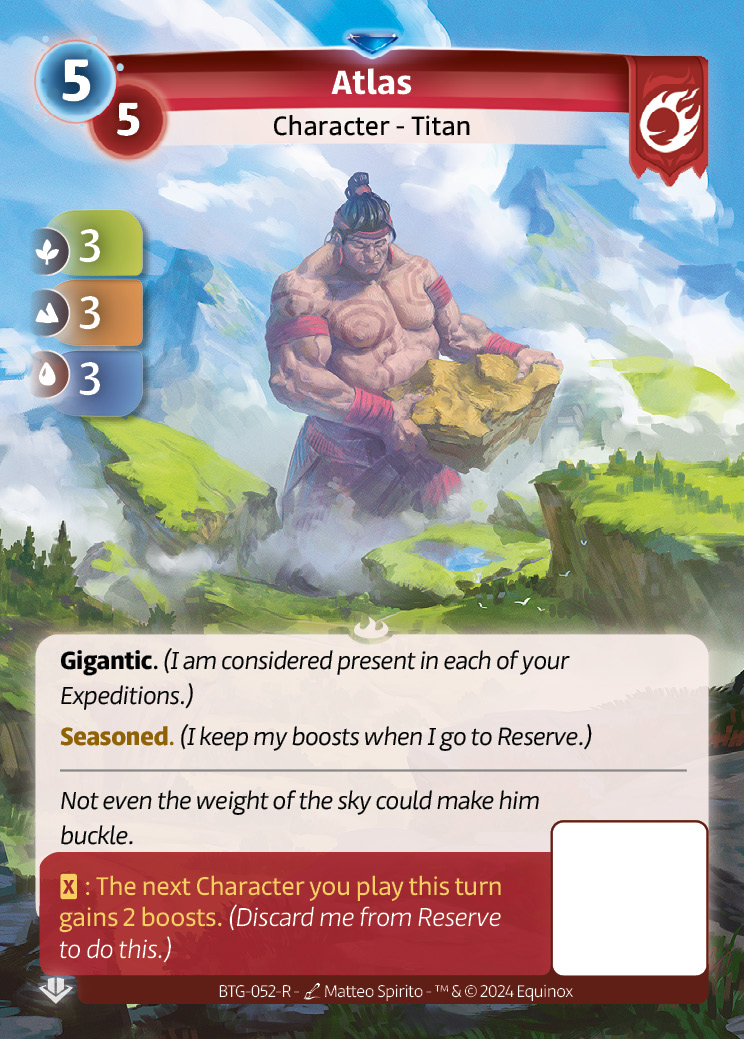 5
Atlas
5
Character - Titan
3
3
3
Gigantic. (I am considered present in each of your
Expeditions.)
Seasoned. (I keep my boosts when I go to Reserve.)
Not even the weight of the sky could make him
buckle.
X : The next Character you play this turn
gains 2 boosts. (Discard me from Reserve
to do this.)
BTG-052-R - Matteo Spirito - ™ & © 2024 Equinox